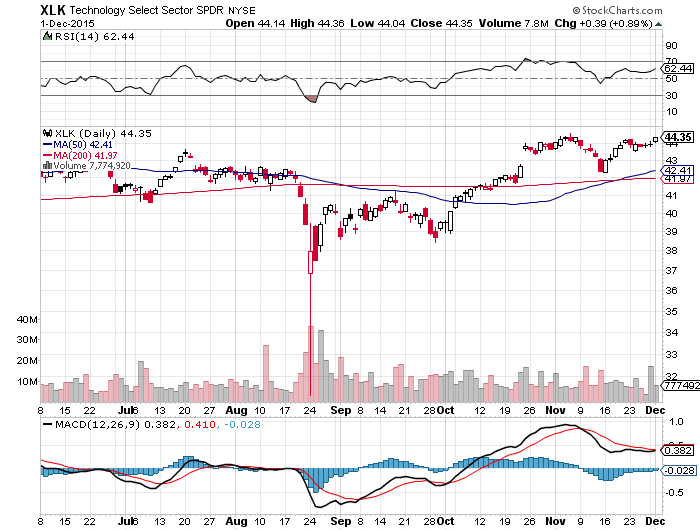 XLK Technology Select Sector SPDR NYSE
© StockCharts.com
1-Dec-2015
Open 44.14 High 44.36 Low 44.04 Close 44.35 Volume 7.8M Chg +0.39 (+0.89%)
RSI(14) 62.44
90
70
62.44
50
30
10
XLK (Daily) 44.35
MA(50) 42.41
MA(200) 41.97
Volume 7,774,920
44.35
44
43
42.41
41.97
41
40
39
38
37
36
35
34
33
32
40M
30M
20M
10M
7774920
8 15 22 Jul6 13 20 27 Aug 10 17 24 Sep 8 14 21 28 Oct 12 19 26 Nov 9 16 23 Dec
MACD(12,26,9) 0.382, 0.410, -0.028
1.0
0.382
-0.028
-0.5
8 15 22 Jul6 13 20 27 Aug 10 17 24 Sep 8 14 21 28 Oct 12 19 26 Nov 9 16 23 Dec